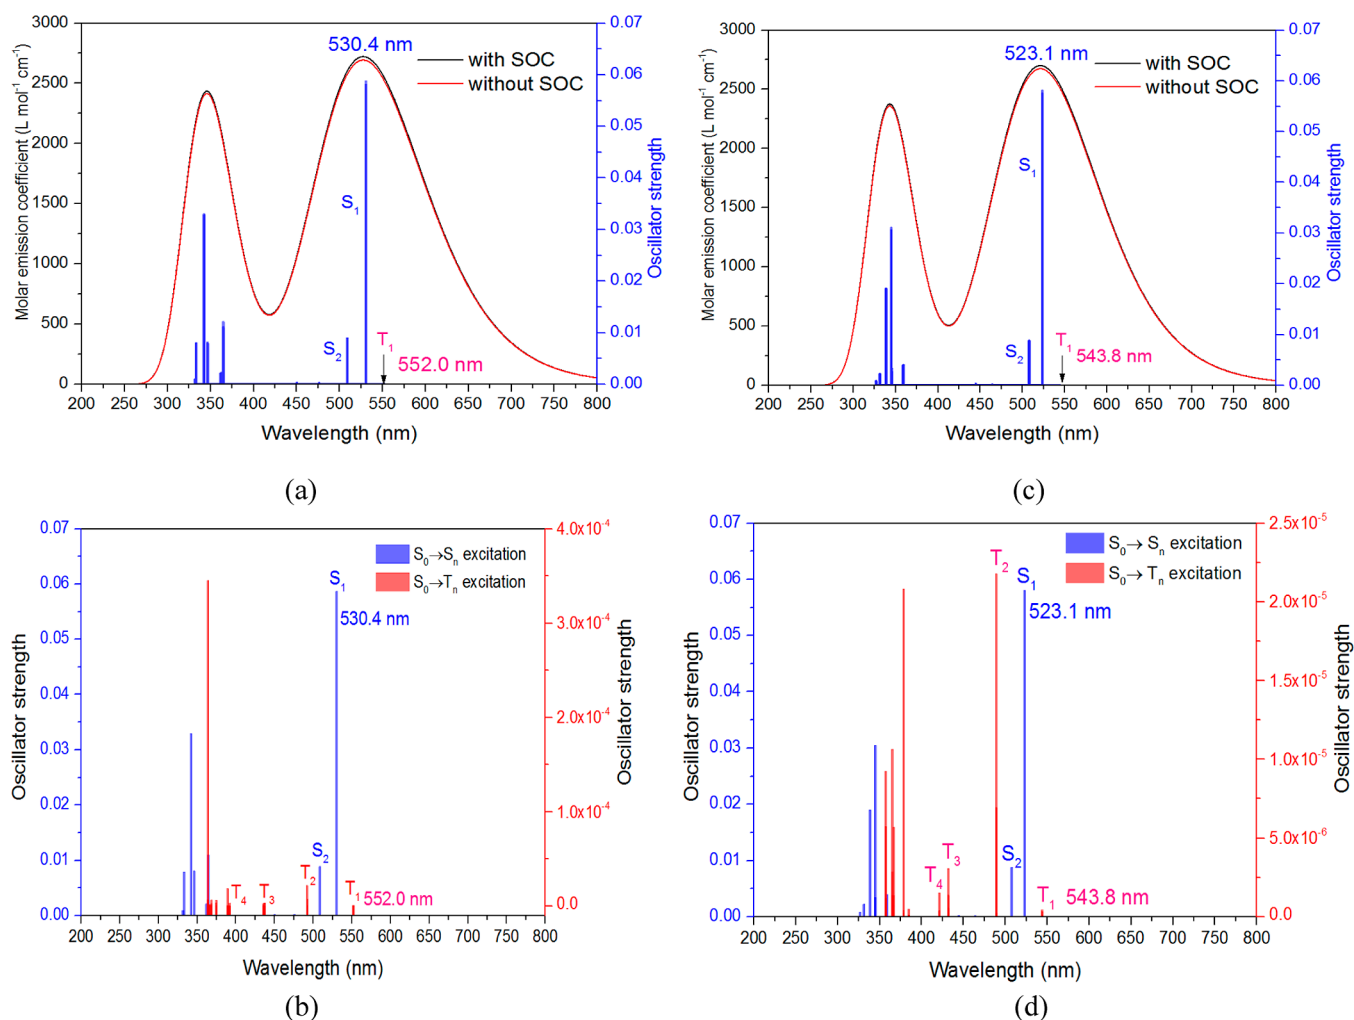 3000
2500
2000
1500
1000
500
0
Molar emission coefficient (L mol⁻¹ cm⁻¹)
530.4 nm
with SOC
without SOC
S₁
S₂
T₁
552.0 nm
0.07
0.06
0.05
0.04
0.03
0.02
0.01
0.00
Oscillator strength
200 250 300 350 400 450 500 550 600 650 700 750 800
Wavelength (nm)
(a)
3000
2500
2000
1500
1000
500
0
Molar emission coefficient (L mol⁻¹ cm⁻¹)
523.1 nm
with SOC
without SOC
S₁
S₂
T₁ 543.8 nm
0.07
0.06
0.05
0.04
0.03
0.02
0.01
0.00
Oscillator strength
200 250 300 350 400 450 500 550 600 650 700 750 800
Wavelength (nm)
(c)
0.07
0.06
0.05
0.04
0.03
0.02
0.01
0.00
Oscillator strength
S₀→Sₙ excitation
S₀→Tₙ excitation
S₁
530.4 nm
S₂
T₄
T₃
T₂
T₁ 552.0 nm
4.0x10⁻⁴
3.0x10⁻⁴
2.0x10⁻⁴
1.0x10⁻⁴
0.0
Oscillator strength
200 250 300 350 400 450 500 550 600 650 700 750 800
Wavelength (nm)
(b)
0.07
0.06
0.05
0.04
0.03
0.02
0.01
0.00
Oscillator strength
S₀→ Sₙ excitation
S₀→ Tₙ excitation
T₂
S₁
523.1 nm
T₃
T₄
S₂
T₁ 543.8 nm
2.5x10⁻⁵
2.0x10⁻⁵
1.5x10⁻⁵
1.0x10⁻⁵
5.0x10⁻⁶
0.0
Oscillator strength
200 250 300 350 400 450 500 550 600 650 700 750 800
Wavelength (nm)
(d)